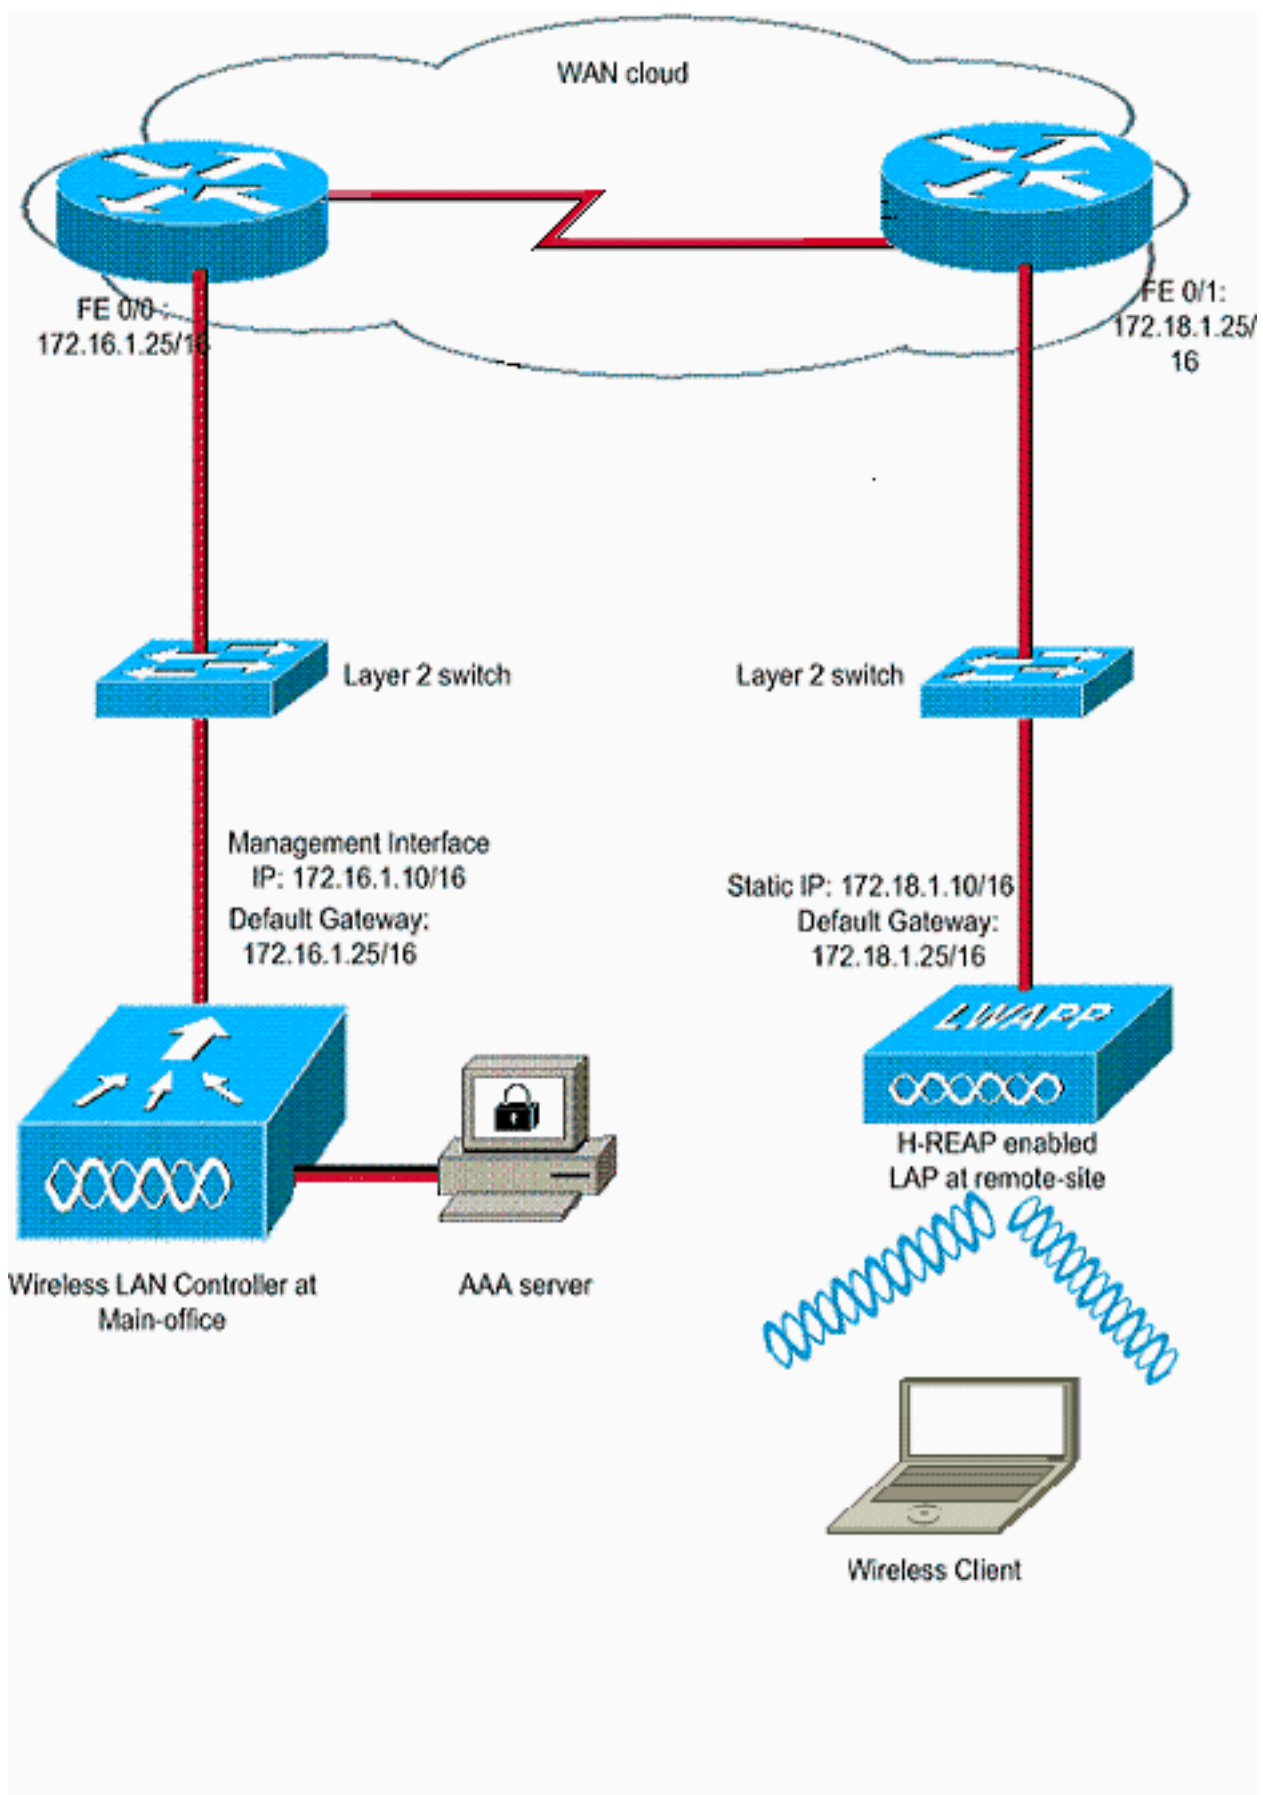 WAN cloud
FE 0/0 :
172.16.1.25/16
FE 0/1:
172.18.1.25/
16
Layer 2 switch
Layer 2 switch
Management Interface
IP: 172.16.1.10/16
Default Gateway:
172.16.1.25/16
Static IP: 172.18.1.10/16
Default Gateway:
172.18.1.25/16
LWAPP
H-REAP enabled
LAP at remote-site
Wireless LAN Controller at
Main-office
AAA server
Wireless Client